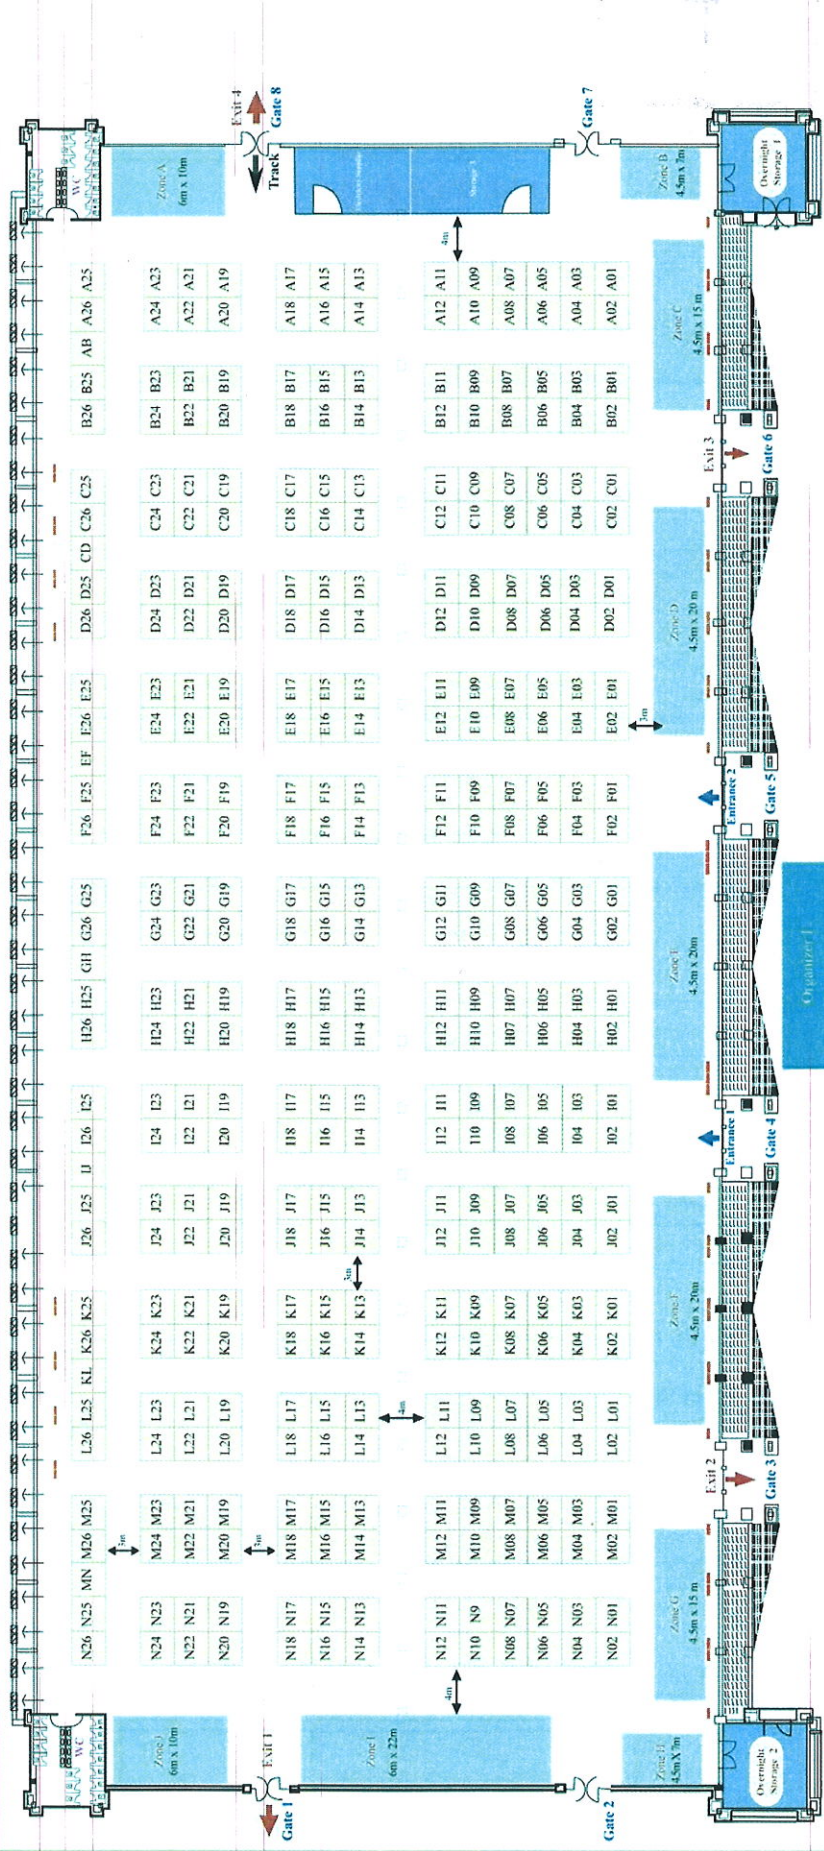 WC WC
N26 N25 MN M26 M25 L26 L25 KL K26 K25 J26 J25 IJ I26 I25 H26 H25 GH G26 G25 F26 F25 EF E26 E25 D26 D25 CD C26 C25 B26 B25 AB A26 A25
3m
Zone J Zone A
6m x 10m 6m x 10m
N24 N23 M24 M23 L24 L23 K24 K23 J24 J23 I24 I23 H24 H23 G24 G23 F24 F23 E24 E23 D24 D23 C24 C23 B24 B23 A24 A23
N22 N21 M22 M21 L22 L21 K22 K21 J22 J21 I22 I21 H22 H21 G22 G21 F22 F21 E22 E21 D22 D21 C22 C21 B22 B21 A22 A21
N20 N19 M20 M19 L20 L19 K20 K19 J20 J19 I20 I19 H20 H19 G20 G19 F20 F19 E20 E19 D20 D19 C20 C19 B20 B19 A20 A19
Exit 4
3m
Exit 1 Track
Gate 1 Gate 8
N18 N17 M18 M17 L18 L17 K18 K17 J18 J17 I18 I17 H18 H17 G18 G17 F18 F17 E18 E17 D18 D17 C18 C17 B18 B17 A18 A17
N16 N15 M16 M15 L16 L15 K16 K15 J16 J15 I16 I15 H16 H15 G16 G15 F16 F15 E16 E15 D16 D15 C16 C15 B16 B15 A16 A15
3m
N14 N13 M14 M13 L14 L13 K14 K13 J14 J13 I14 I13 H14 H13 G14 G13 F14 F13 E14 E13 D14 D13 C14 C13 B14 B13 A14 A13
Zone I
6m x 22m
4m
4m 4m
N12 N11 M12 M11 L12 L11 K12 K11 J12 J11 I12 I11 H12 H11 G12 G11 F12 F11 E12 E11 D12 D11 C12 C11 B12 B11 A12 A11
N10 N9 M10 M09 L10 L09 K10 K09 J10 J09 I10 I09 H10 H09 G10 G09 F10 F09 E10 E09 D10 D09 C10 C09 B10 B09 A10 A09
Storage 3
N08 N07 M08 M07 L08 L07 K08 K07 J08 J07 I08 I07 H07 H07 G08 G07 F08 F07 E08 E07 D08 D07 C08 C07 B08 B07 A08 A07
N06 N05 M06 M05 L06 L05 K06 K05 J06 J05 I06 I05 H06 H05 G06 G05 F06 F05 E06 E05 D06 D05 C06 C05 B06 B05 A06 A05
N04 N03 M04 M03 L04 L03 K04 K03 J04 J03 I04 I03 H04 H03 G04 G03 F04 F03 E04 E03 D04 D03 C04 C03 B04 B03 A04 A03
N02 N01 M02 M01 L02 L01 K02 K01 J02 J01 I02 I01 H02 H01 G02 G01 F02 F01 E02 E01 D02 D01 C02 C01 B02 B01 A02 A01
Gate 2 Gate 7
3m
Zone H Zone B
4.5m X 7m 4.5m x 7m
Zone G Zone F Zone E Zone D Zone C
4.5m x 15 m 4.5m x 20m 4.5m x 20m 4.5m x 20 m 4.5m x 15 m
Exit 2 Entrance 1 Entrance 2 Exit 3
Gate 3 Gate 4 Gate 5 Gate 6
Overnight Overnight
Storage 2 Storage 1
Organizer